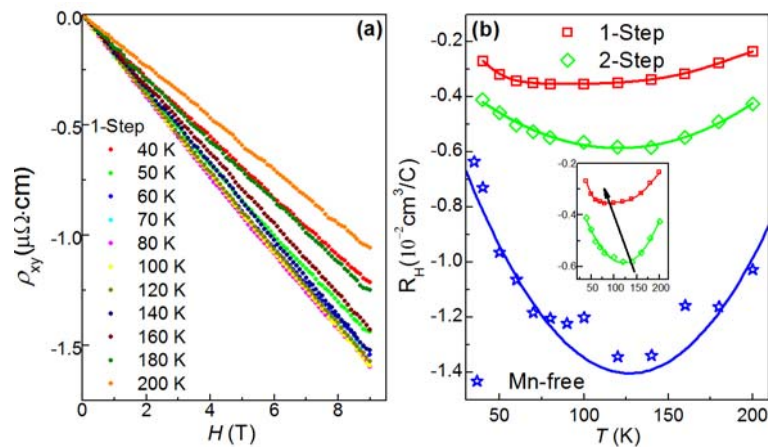 (a)
0.0
-0.5
-1.0
-1.5
ρxy(μΩ·cm)
1-Step
40 K
50 K
60 K
70 K
80 K
100 K
120 K
140 K
160 K
180 K
200 K
0 2 4 6 8
H (T)
(b)
1-Step
2-Step
-0.2
-0.4
-0.6
-0.8
-1.0
-1.2
-1.4
RH(10⁻²cm³/C)
-0.2
-0.4
-0.6
50 100 150 200
Mn-free
50 100 150 200
T (K)